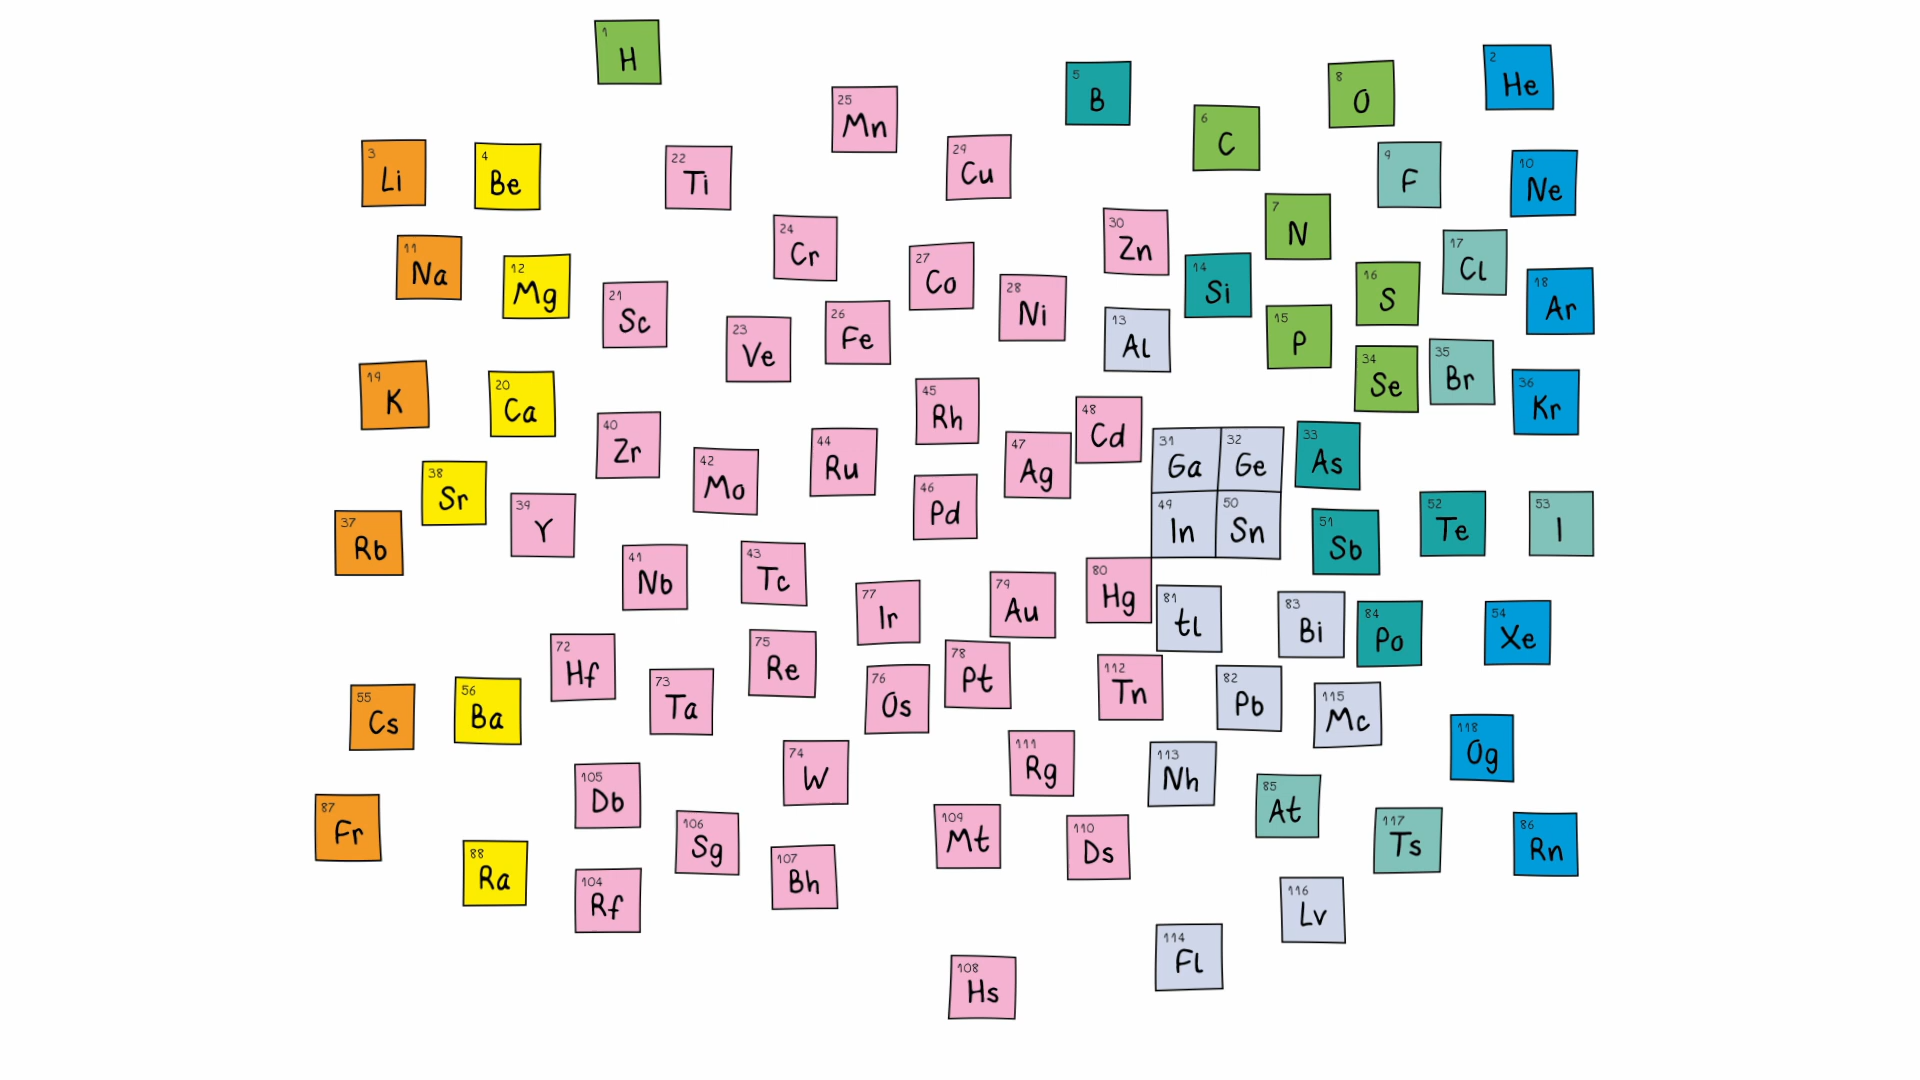 1 H
2 He
5 B
8 O
25 Mn
6 C
29 Cu
3 Li
4 Be
22 Ti
9 F
10 Ne
7 N
30 Zn
24 Cr
17 Cl
11 Na
12 Mg
27 Co
14 Si
16 S
18 Ar
21 Sc
28 Ni
23 Ve
26 Fe
13 Al
15 P
34 Se
35 Br
19 K
20 Ca
45 Rh
36 Kr
48 Cd
40 Zr
44 Ru
47 Ag
31 Ga
32 Ge
33 As
42 Mo
38 Sr
46 Pd
49 In
50 Sn
39 Y
52 Te
53 I
37 Rb
51 Sb
41 Nb
43 Tc
80 Hg
77 Ir
79 Au
81 tl
83 Bi
84 Po
54 Xe
72 Hf
75 Re
78 Pt
73 Ta
76 Os
112 Tn
82 Pb
115 Mc
55 Cs
56 Ba
118 Og
74 W
111 Rg
113 Nh
105 Db
85 At
87 Fr
106 Sg
109 Mt
110 Ds
117 Ts
86 Rn
88 Ra
107 Bh
104 Rf
116 Lv
114 Fl
108 Hs